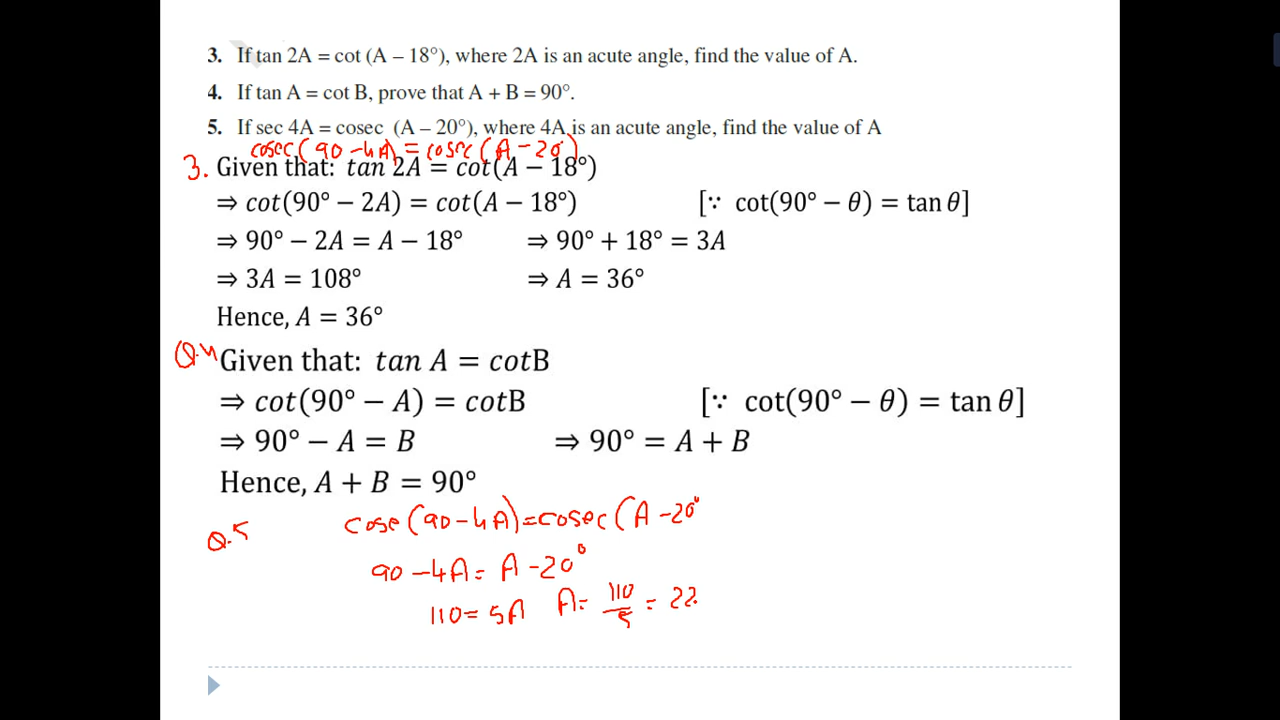 3. If tan 2A = cot (A – 18°), where 2A is an acute angle, find the value of A.
4. If tan A = cot B, prove that A + B = 90°.
5. If sec 4A = cosec (A – 20°), where 4A is an acute angle, find the value of A
cosec(90-4A)=cosec(A-20°)
3. Given that: tan 2A = cot(A − 18°)
⇒ cot(90° − 2A) = cot(A − 18°) [∵ cot(90° − θ) = tan θ]
⇒ 90° − 2A = A − 18° ⇒ 90° + 18° = 3A
⇒ 3A = 108° ⇒ A = 36°
Hence, A = 36°
Q.4 Given that: tan A = cotB
⇒ cot(90° − A) = cotB [∵ cot(90° − θ) = tan θ]
⇒ 90° − A = B ⇒ 90° = A + B
Hence, A + B = 90°
Q.5 cose(90-4A)=cosec(A-20°
90-4A= A-20°
110=5A A= 110/5 = 22.